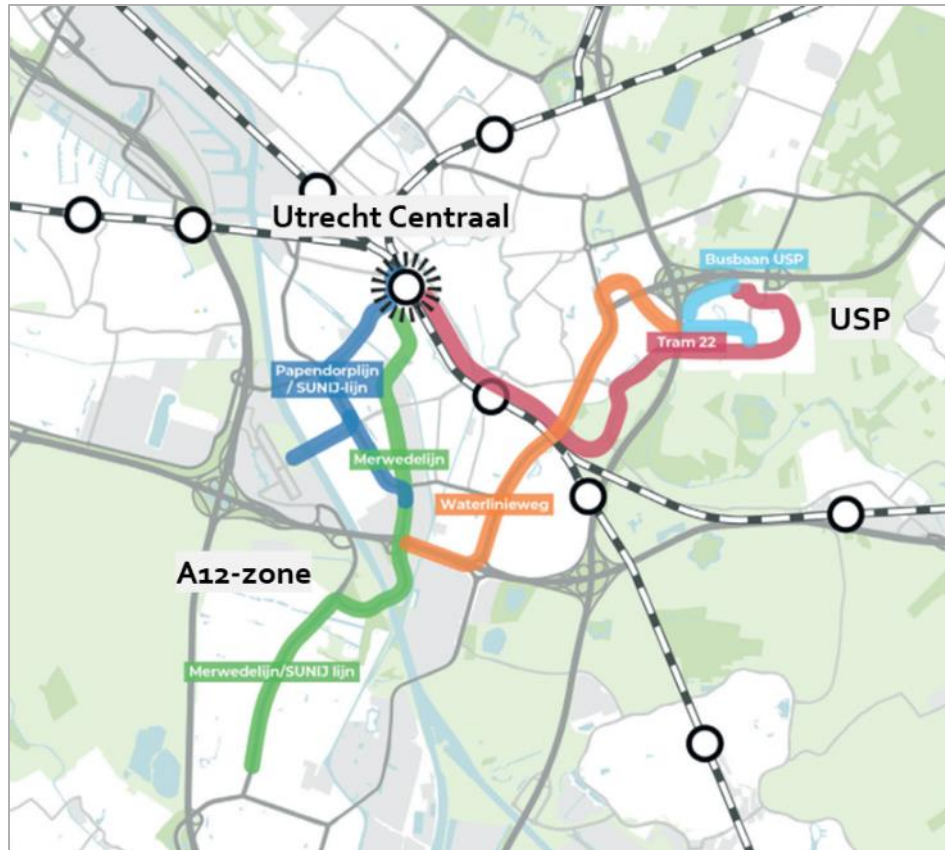 Utrecht Centraal
Busbaan USP
USP
Tram 22
Papendorplijn
/ SUNIJ-lijn
Merwedelijn
Waterlinieweg
A12-zone
Merwedelijn/SUNIJ lijn